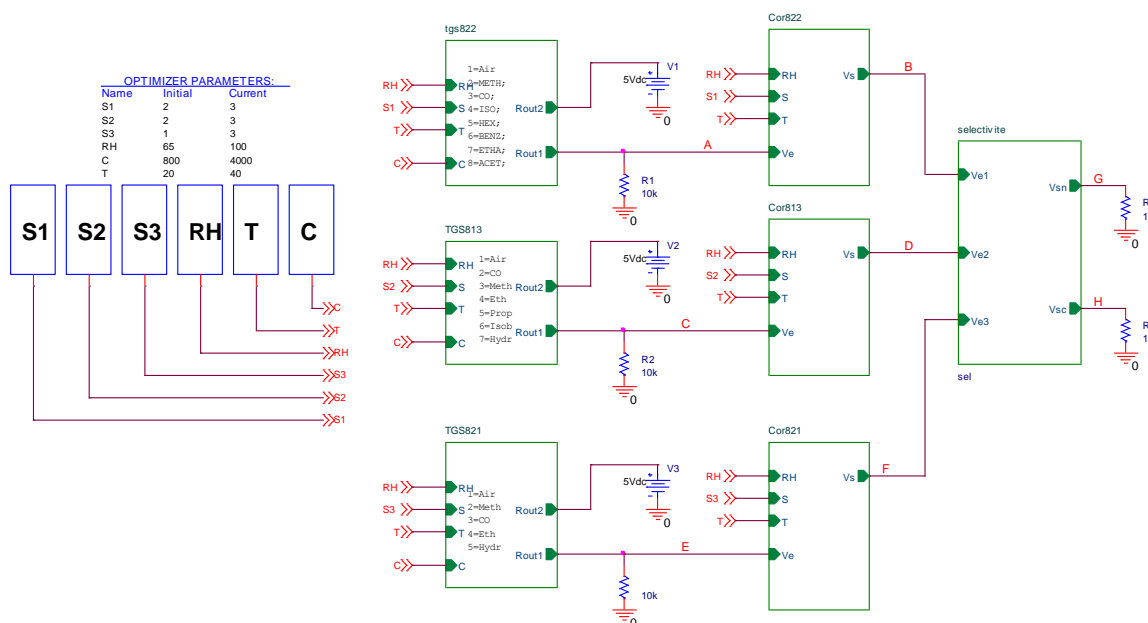 OPTIMIZER PARAMETERS:
Name Initial Current
S1 2 3
S2 2 3
S3 1 3
RH 65 100
C 800 4000
T 20 40
S1
S2
S3
RH
T
C
C
T
RH
S3
S2
S1
tgs822
RH
S1
T
C
RH
S
T
C
1=Air
2=METH;
3=CO;
4=ISO;
5=HEX;
6=BENZ;
7=ETHA;
8=ACET;
Rout2
Rout1
5Vdc
V1
0
A
R1
10k
0
Cor822
RH
S1
T
RH
S
T
Ve
Vs
B
TGS813
RH
S2
T
C
RH
S
T
C
1=Air
2=CO
3=Meth
4=Eth
5=Prop
6=Isob
7=Hydr
Rout2
Rout1
5Vdc
V2
0
C
R2
10k
0
Cor813
RH
S2
T
RH
S
T
Ve
Vs
D
TGS821
RH
S3
T
C
RH
S
T
C
1=Air
2=Meth
3=CO
4=Eth
5=Hydr
Rout2
Rout1
5Vdc
V3
0
E
10k
0
Cor821
RH
S3
T
RH
S
T
Ve
Vs
F
selectivite
Ve1
Ve2
Ve3
Vsn
Vsc
sel
G
R
1
0
H
R
1
0